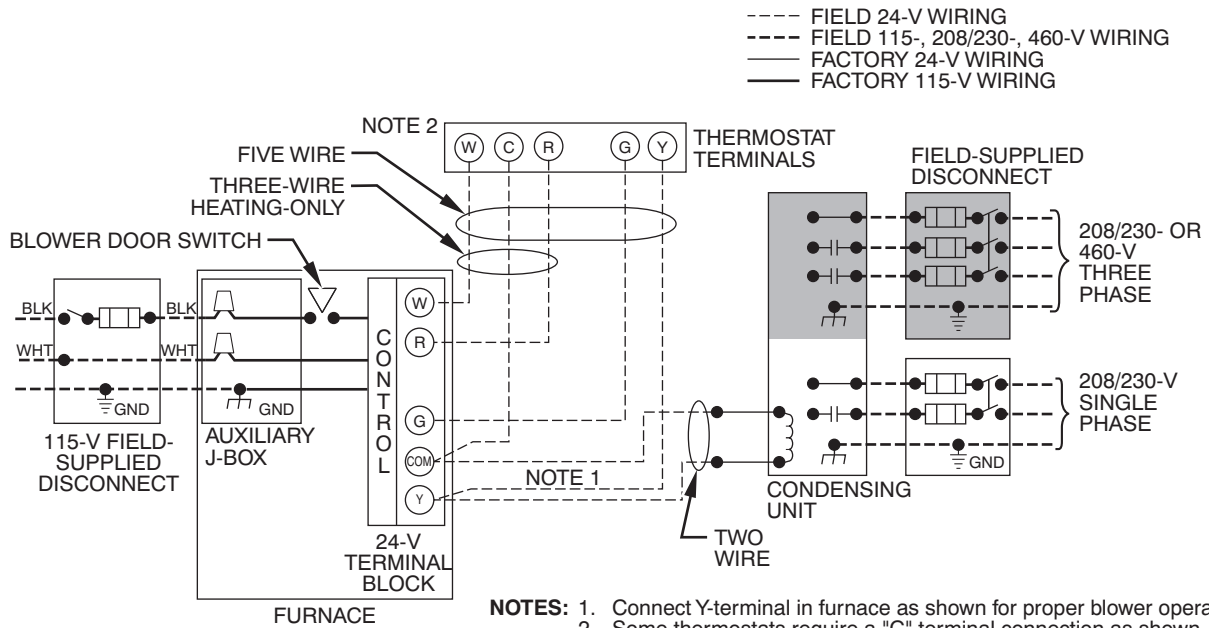 FIELD 24-V WIRING
FIELD 115-, 208/230-, 460-V WIRING
FACTORY 24-V WIRING
FACTORY 115-V WIRING
NOTE 2
W C R G Y
THERMOSTAT
TERMINALS
FIVE WIRE
THREE-WIRE
HEATING-ONLY
BLOWER DOOR SWITCH
FIELD-SUPPLIED
DISCONNECT
208/230- OR
460-V
THREE
PHASE
BLK
BLK
WHT
WHT
GND
GND
115-V FIELD-
SUPPLIED
DISCONNECT
AUXILIARY
J-BOX
CONTROL
W
R
G
COM
Y
NOTE 1
24-V
TERMINAL
BLOCK
FURNACE
TWO
WIRE
CONDENSING
UNIT
208/230-V
SINGLE
PHASE
GND
NOTES: 1. Connect Y-terminal in furnace as shown for proper blower opera